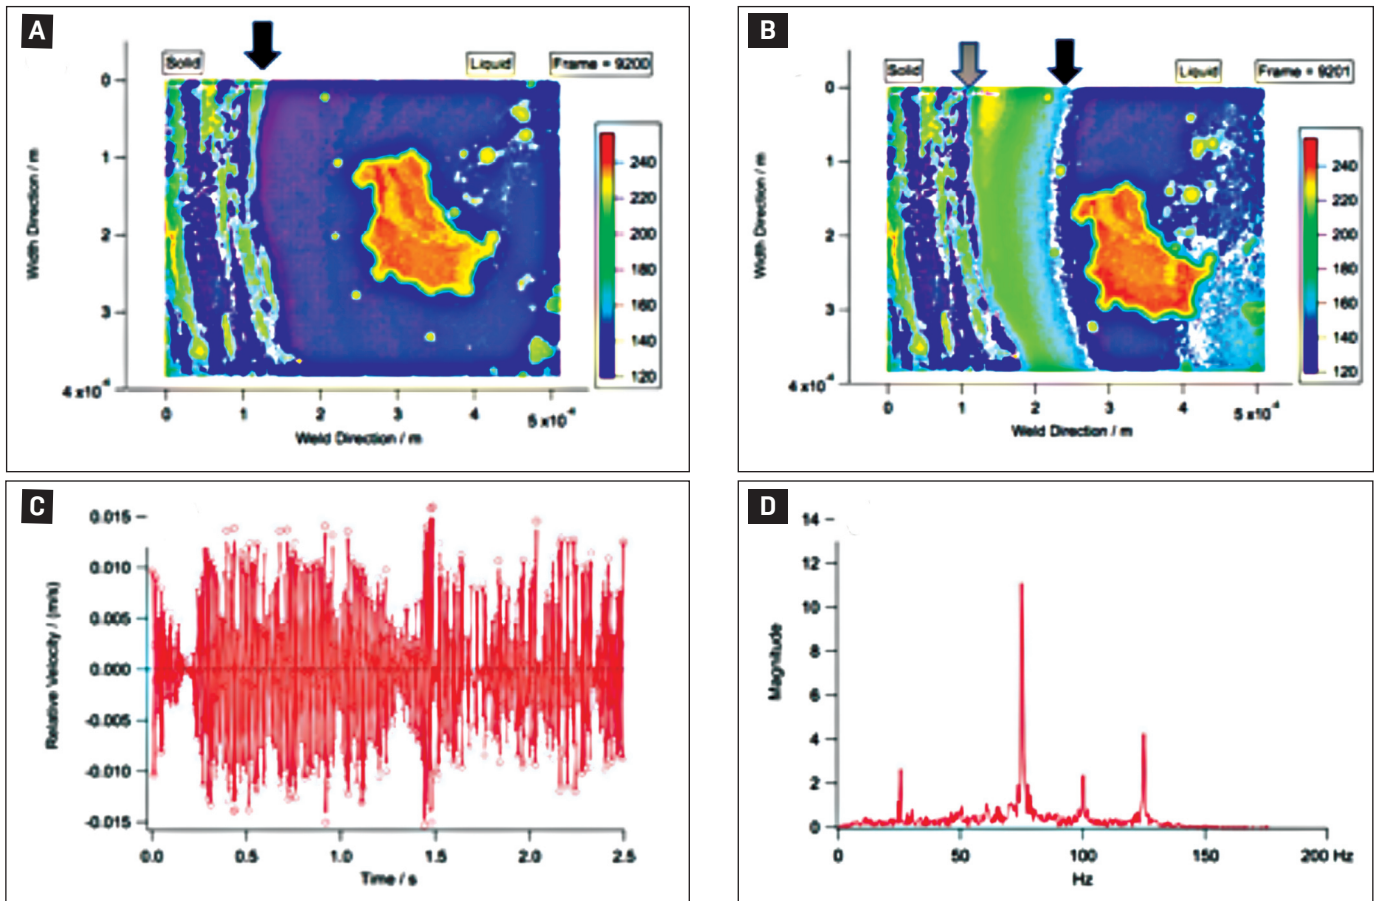 A
Solid
Liquid
Frame = 9200
0
1
2
3
4 x10⁻⁴
Width Direction / m
0
1
2
3
4
5 x10⁻⁴
Weld Direction / m
240
220
200
180
160
140
120
B
Solid
Liquid
Frame = 9201
0
1
2
3
4 x10⁻⁴
Width Direction / m
0
1
2
3
4
5 x10⁻⁴
Weld Direction / m
240
220
200
180
160
140
120
C
0.015
0.010
0.005
0.000
-0.005
-0.010
-0.015
Relative Velocity / (m/s)
0.0
0.5
1.0
1.5
2.0
2.5
Time / s
D
14
12
10
8
6
4
2
0
Magnitude
0
50
100
150
200 Hz
Hz